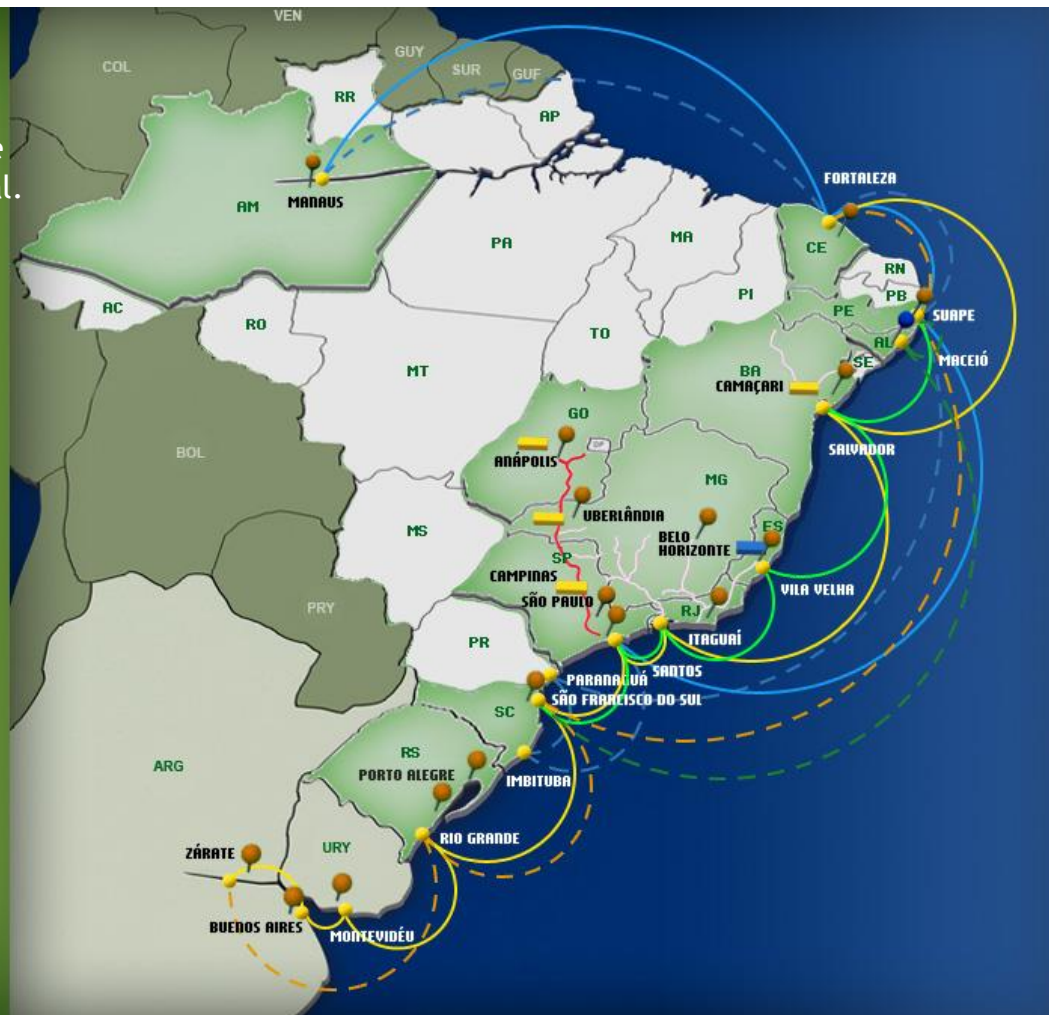 VEN
COL
GUY
SUR
GUF
RR
AP
e
l.
MANAUS
AM
FORTALEZA
CE
PA
MA
RN
PI
PB
AC
RO
TO
PE
SUAPE
AL
MACEIÓ
MT
BA
SE
CAMAÇARI
GO
DF
ANÁPOLIS
SALVADOR
BOL
MG
UBERLÂNDIA
MS
ES
BELO
HORIZONTE
SP
CAMPINAS
VILA VELHA
SÃO PAULO
RJ
PRY
ITAGUAÍ
PR
SANTOS
PARANAGUÁ
SÃO FRANCISCO DO SUL
SC
RS
ARG
PORTO ALEGRE
IMBITUBA
RIO GRANDE
ZÁRATE
URY
BUENOS AIRES
MONTEVIDÉU